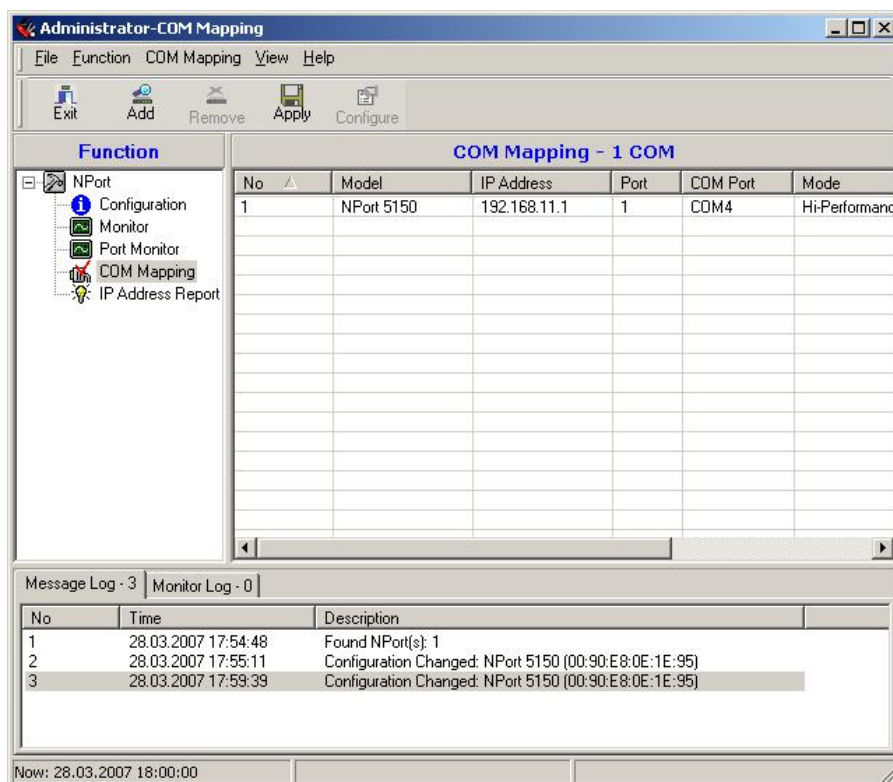 Administrator-COM Mapping
File Function COM Mapping View Help
Exit Add Remove Apply Configure
Function
COM Mapping - 1 COM
NPort
Configuration
Monitor
Port Monitor
COM Mapping
IP Address Report
No Model IP Address Port COM Port Mode
1 NPort 5150 192.168.11.1 1 COM4 Hi-Performanc
Message Log - 3 Monitor Log - 0
No Time Description
1 28.03.2007 17:54:48 Found NPort(s): 1
2 28.03.2007 17:55:11 Configuration Changed: NPort 5150 (00:90:E8:0E:1E:95)
3 28.03.2007 17:59:39 Configuration Changed: NPort 5150 (00:90:E8:0E:1E:95)
Now: 28.03.2007 18:00:00